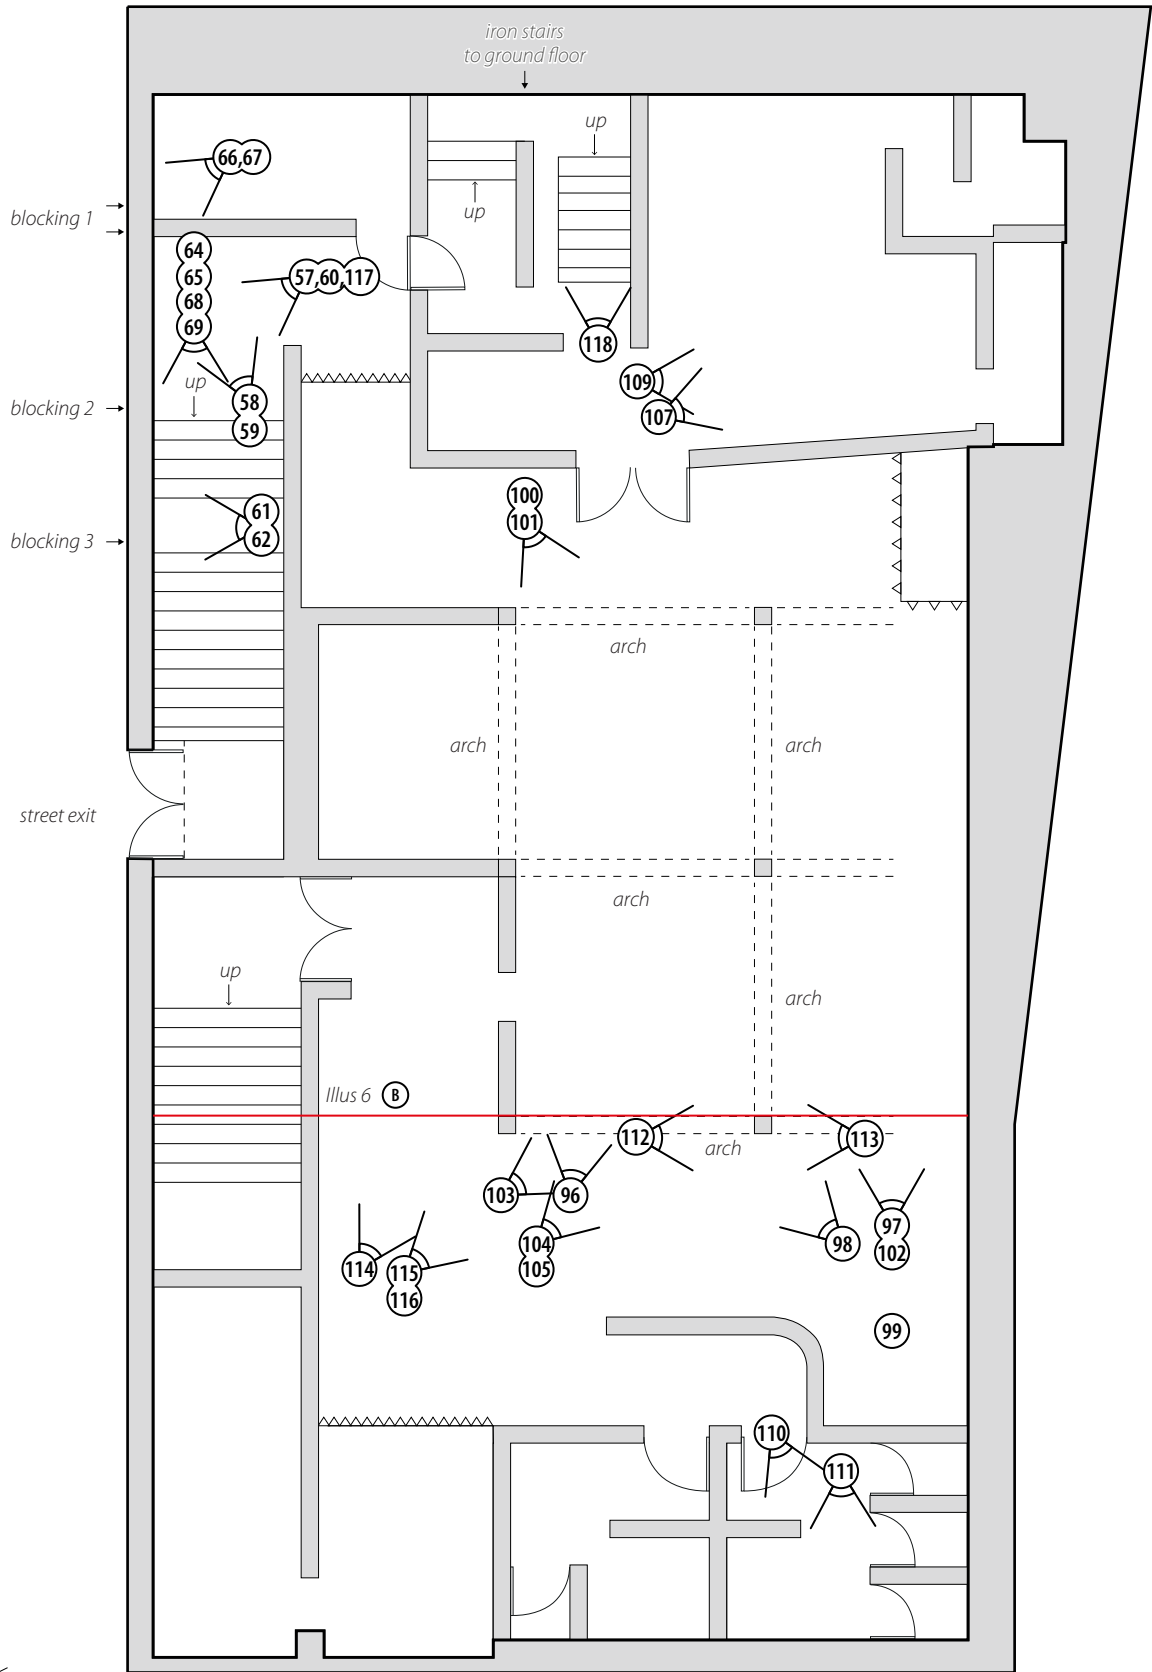 iron stairs
to ground floor
up
66,67
up
blocking 1
64
65
68
69
57,60,117
118
109
107
up
58
59
blocking 2
100
101
61
62
blocking 3
arch
arch
arch
street exit
arch
up
arch
Illus 6 B
112
113
arch
103
96
97
102
98
104
105
114
115
116
99
110
111